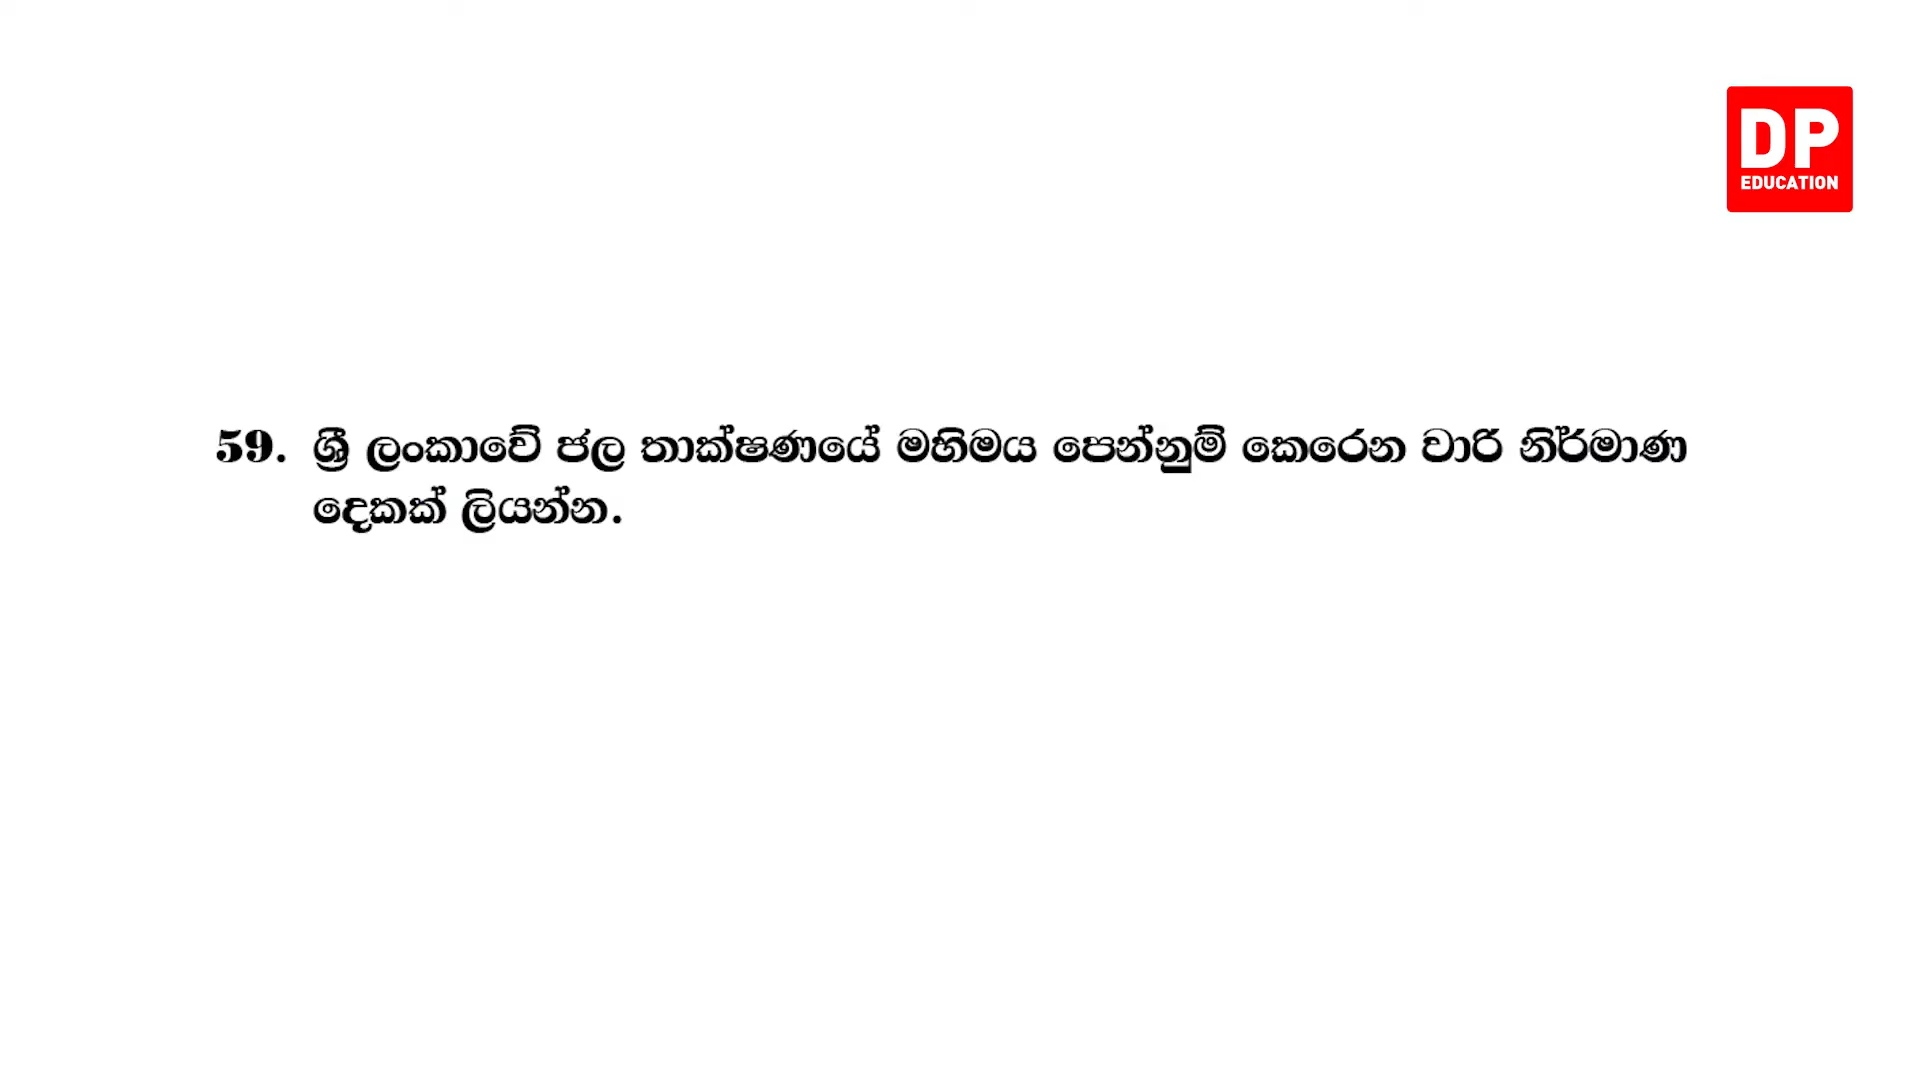 DP
EDUCATION
59. ශ්‍රී ලංකාවේ ජල තාක්ෂණයේ මහිමය පෙන්නුම් කෙරෙන වාරි නිර්මාණ
දෙකක් ලියන්න.